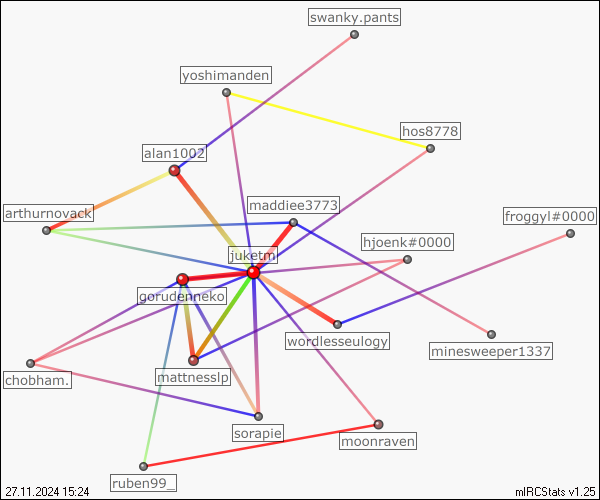 swanky.pants
yoshimanden
hos8778
alan1002
maddiee3773
arthurnovack
froggyl#0000
hjoenk#0000
juketm
gorudenneko
wordlesseulogy
minesweeper1337
mattnesslp
chobham.
sorapie
moonraven
ruben99_
27.11.2024 15:24
mIRCStats v1.25